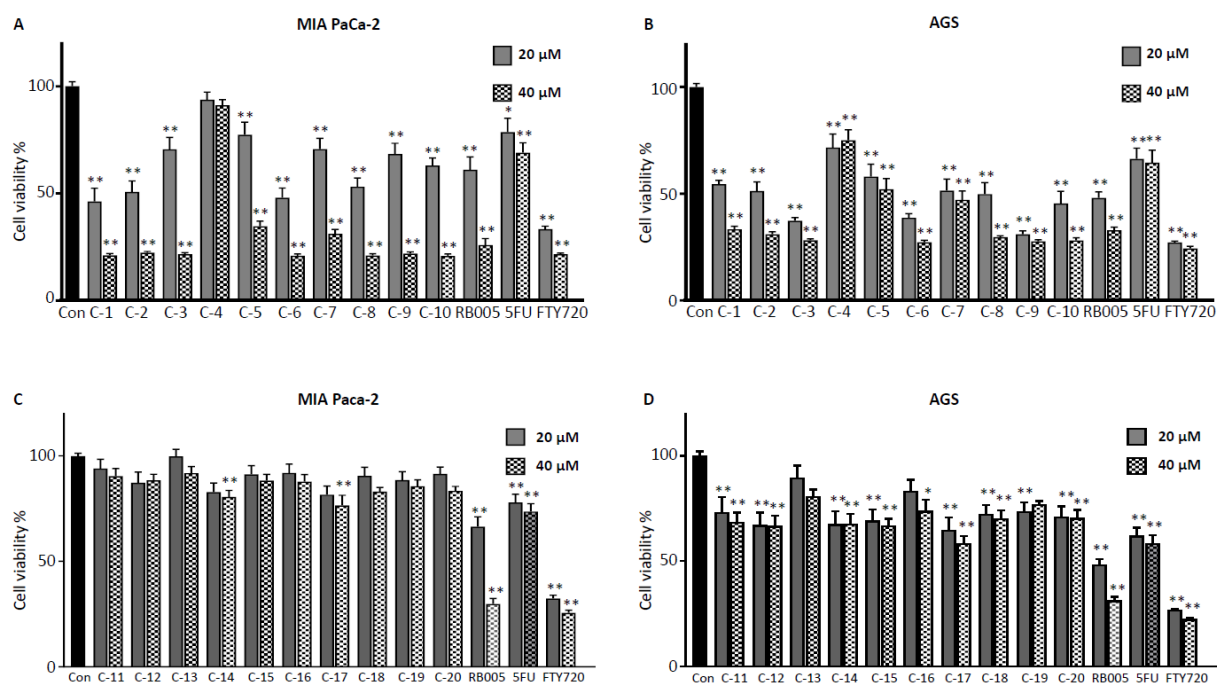 A
MIA PaCa-2
20 µM
40 µM
Cell viability %
100
50
0
** ** ** ** ** ** ** ** ** ** ** ** ** ** ** ** ** ** ** ** * ** ** **
Con C-1 C-2 C-3 C-4 C-5 C-6 C-7 C-8 C-9 C-10 RB005 5FU FTY720
B
AGS
20 µM
40 µM
Cell viability %
100
50
0
** ** ** ** ** ** ** ** ** ** ** ** ** ** ** ** ** ** ** ** ** ** ** ** ** **
Con C-1 C-2 C-3 C-4 C-5 C-6 C-7 C-8 C-9 C-10 RB005 5FU FTY720
C
MIA Paca-2
20 µM
40 µM
Cell viability %
100
50
0
** ** ** ** ** ** ** **
Con C-11 C-12 C-13 C-14 C-15 C-16 C-17 C-18 C-19 C-20 RB005 5FU FTY720
D
AGS
20 µM
40 µM
Cell viability %
100
50
0
** ** ** ** ** ** ** ** * ** ** ** ** ** ** ** ** ** ** ** ** **
Con C-11 C-12 C-13 C-14 C-15 C-16 C-17 C-18 C-19 C-20 RB005 5FU FTY720